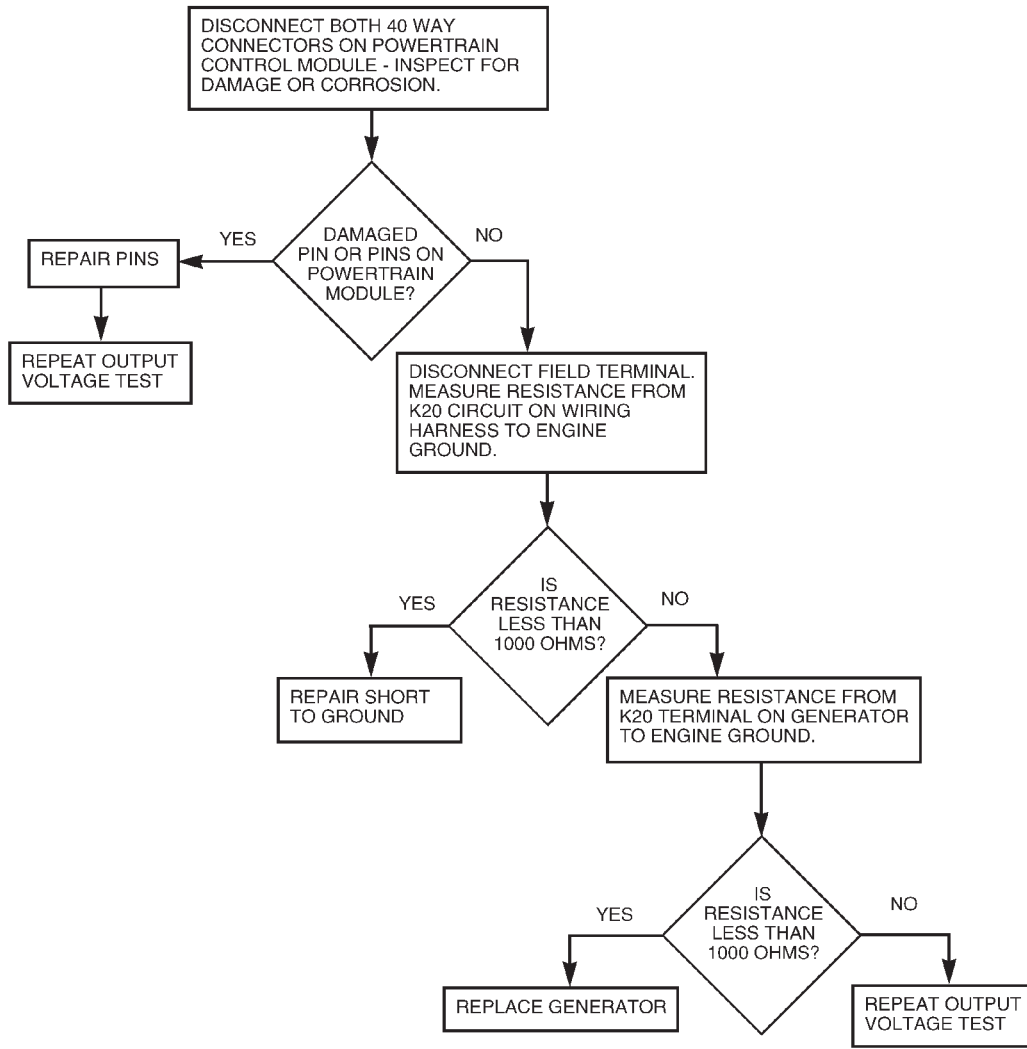 DISCONNECT BOTH 40 WAY
CONNECTORS ON POWERTRAIN
CONTROL MODULE - INSPECT FOR
DAMAGE OR CORROSION.
DAMAGED
PIN OR PINS ON
POWERTRAIN
MODULE?
YES
NO
REPAIR PINS
REPEAT OUTPUT
VOLTAGE TEST
DISCONNECT FIELD TERMINAL.
MEASURE RESISTANCE FROM
K20 CIRCUIT ON WIRING
HARNESS TO ENGINE
GROUND.
IS
RESISTANCE
LESS THAN
1000 OHMS?
YES
NO
REPAIR SHORT
TO GROUND
MEASURE RESISTANCE FROM
K20 TERMINAL ON GENERATOR
TO ENGINE GROUND.
IS
RESISTANCE
LESS THAN
1000 OHMS?
YES
NO
REPLACE GENERATOR
REPEAT OUTPUT
VOLTAGE TEST